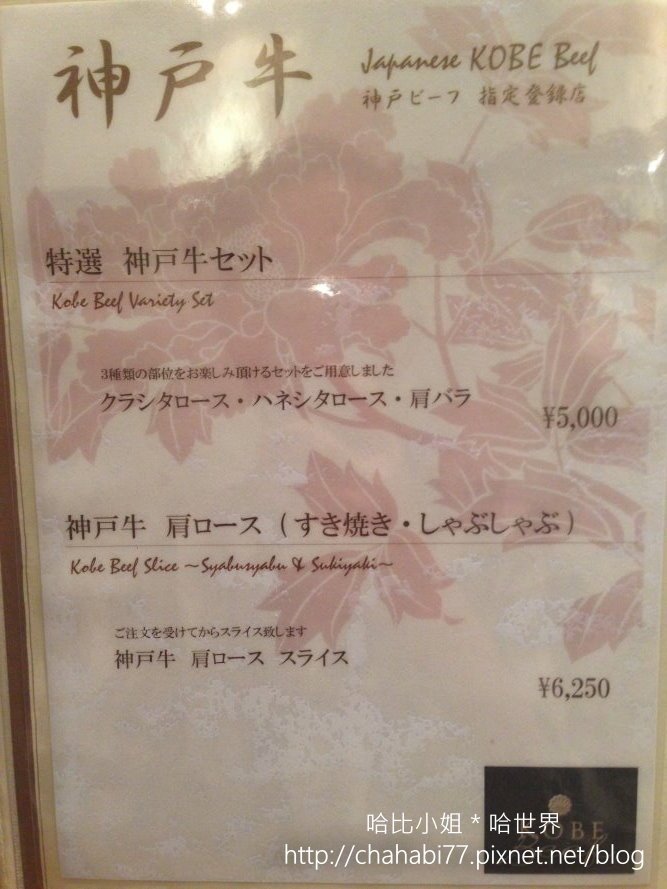 神戸牛
Japanese KOBE Beef
神戸ビーフ 指定登録店
特選 神戸牛セット
Kobe Beef Variety Set
3種類の部位をお楽しみ頂けるセットをご用意しました
クラシタロース・ハネシタロース・肩バラ
¥5,000
神戸牛 肩ロース (すき焼き・しゃぶしゃぶ)
Kobe Beef Slice ~Syabusyabu & Sukiyaki~
ご注文を受けてからスライス致します
神戸牛 肩ロース スライス
¥6,250
KOBE
哈比小姐 * 哈世界
http://chahabi77.pixnet.net/blog